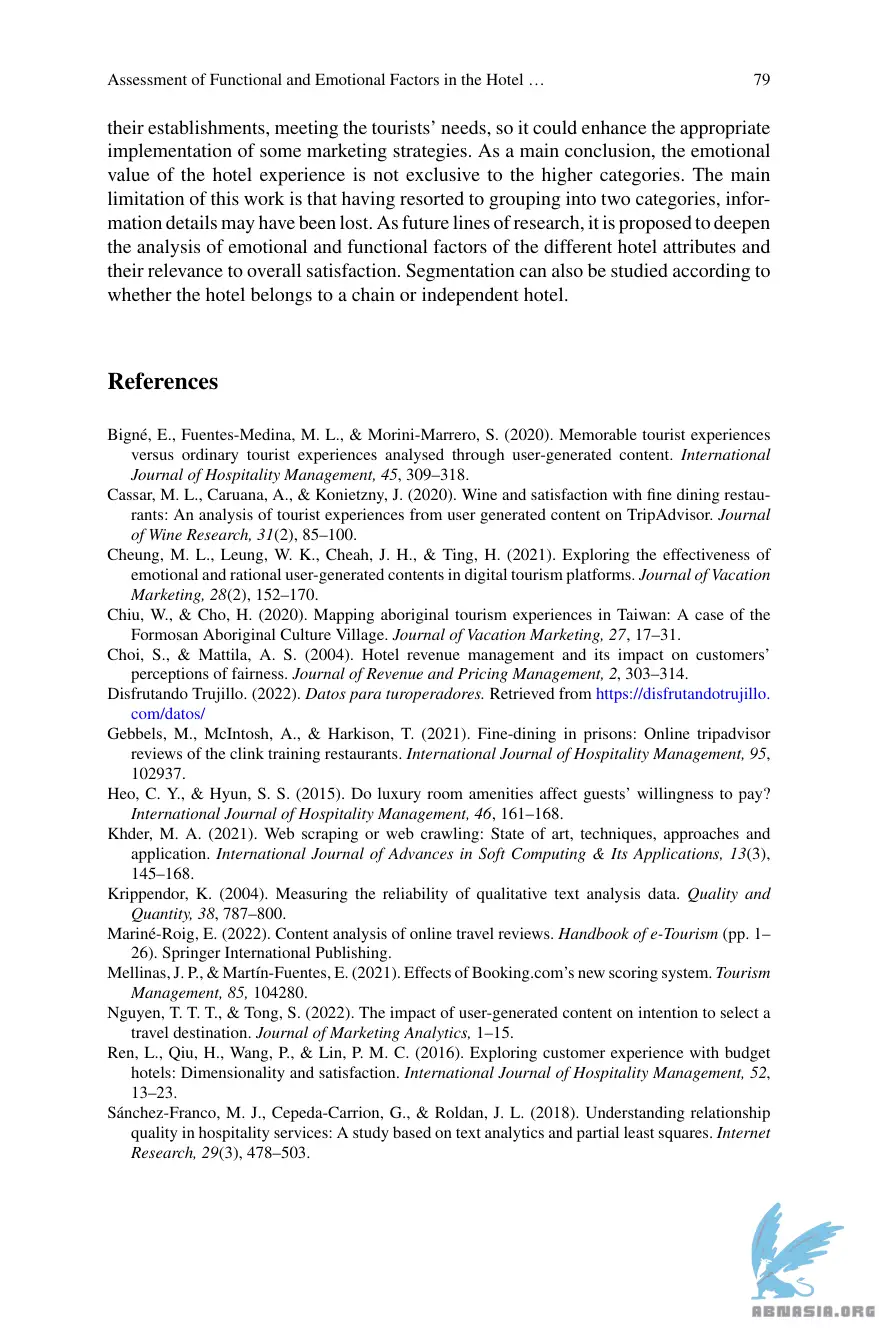 Assessment of Functional and Emotional Factors in the Hotel … 79
their establishments, meeting the tourists’ needs, so it could enhance the appropriate
implementation of some marketing strategies. As a main conclusion, the emotional
value of the hotel experience is not exclusive to the higher categories. The main
limitation of this work is that having resorted to grouping into two categories, infor-
mation details may have been lost. As future lines of research, it is proposed to deepen
the analysis of emotional and functional factors of the different hotel attributes and
their relevance to overall satisfaction. Segmentation can also be studied according to
whether the hotel belongs to a chain or independent hotel.
References
Bigné, E., Fuentes-Medina, M. L., & Morini-Marrero, S. (2020). Memorable tourist experiences
versus ordinary tourist experiences analysed through user-generated content. International
Journal of Hospitality Management, 45, 309–318.
Cassar, M. L., Caruana, A., & Konietzny, J. (2020). Wine and satisfaction with fine dining restau-
rants: An analysis of tourist experiences from user generated content on TripAdvisor. Journal
of Wine Research, 31(2), 85–100.
Cheung, M. L., Leung, W. K., Cheah, J. H., & Ting, H. (2021). Exploring the effectiveness of
emotional and rational user-generated contents in digital tourism platforms. Journal of Vacation
Marketing, 28(2), 152–170.
Chiu, W., & Cho, H. (2020). Mapping aboriginal tourism experiences in Taiwan: A case of the
Formosan Aboriginal Culture Village. Journal of Vacation Marketing, 27, 17–31.
Choi, S., & Mattila, A. S. (2004). Hotel revenue management and its impact on customers’
perceptions of fairness. Journal of Revenue and Pricing Management, 2, 303–314.
Disfrutando Trujillo. (2022). Datos para turoperadores. Retrieved from https://disfrutandotrujillo.
com/datos/
Gebbels, M., McIntosh, A., & Harkison, T. (2021). Fine-dining in prisons: Online tripadvisor
reviews of the clink training restaurants. International Journal of Hospitality Management, 95,
102937.
Heo, C. Y., & Hyun, S. S. (2015). Do luxury room amenities affect guests’ willingness to pay?
International Journal of Hospitality Management, 46, 161–168.
Khder, M. A. (2021). Web scraping or web crawling: State of art, techniques, approaches and
application. International Journal of Advances in Soft Computing & Its Applications, 13(3),
145–168.
Krippendor, K. (2004). Measuring the reliability of qualitative text analysis data. Quality and
Quantity, 38, 787–800.
Mariné-Roig, E. (2022). Content analysis of online travel reviews. Handbook of e-Tourism (pp. 1–
26). Springer International Publishing.
Mellinas, J. P., & Martín-Fuentes, E. (2021). Effects of Booking.com’s new scoring system. Tourism
Management, 85, 104280.
Nguyen, T. T. T., & Tong, S. (2022). The impact of user-generated content on intention to select a
travel destination. Journal of Marketing Analytics, 1–15.
Ren, L., Qiu, H., Wang, P., & Lin, P. M. C. (2016). Exploring customer experience with budget
hotels: Dimensionality and satisfaction. International Journal of Hospitality Management, 52,
13–23.
Sánchez-Franco, M. J., Cepeda-Carrion, G., & Roldan, J. L. (2018). Understanding relationship
quality in hospitality services: A study based on text analytics and partial least squares. Internet
Research, 29(3), 478–503.
ABNASIA.ORG